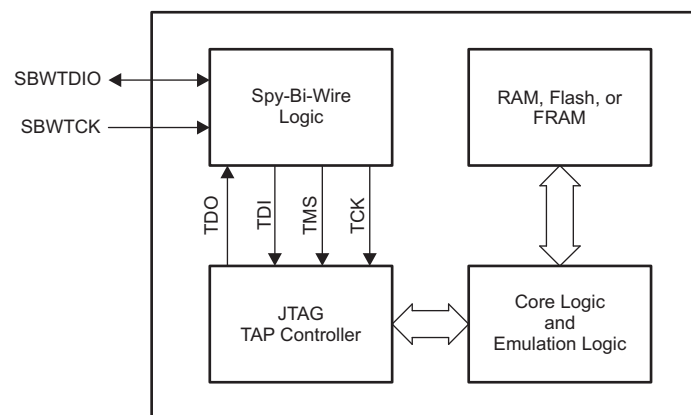 SBWTDIO
SBWTCK
Spy-Bi-Wire
Logic
RAM, Flash, or
FRAM
TDO
TDI
TMS
TCK
JTAG
TAP Controller
Core Logic
and
Emulation Logic